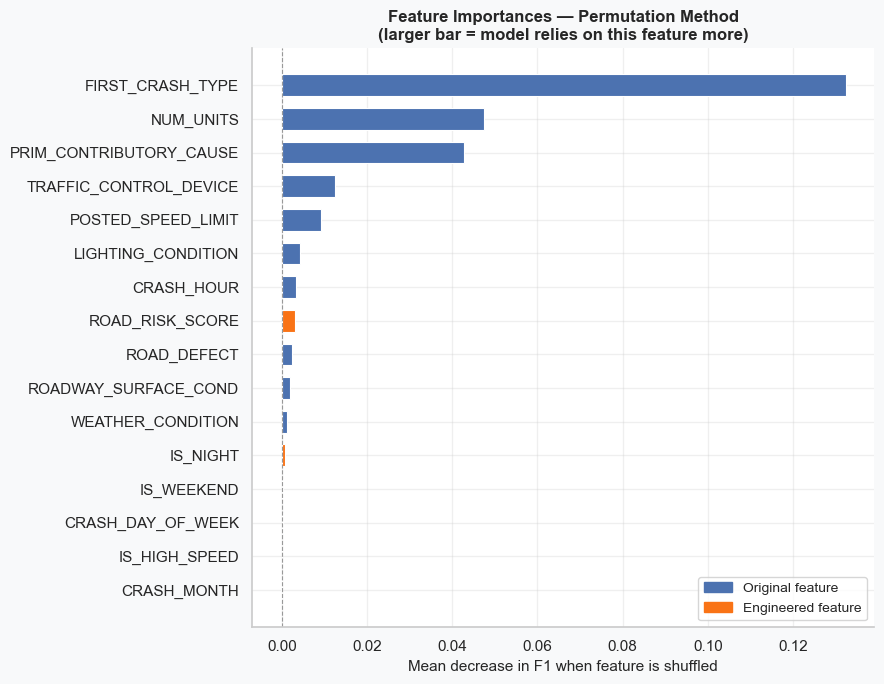 Feature Importances — Permutation Method
(larger bar = model relies on this feature more)
FIRST_CRASH_TYPE
NUM_UNITS
PRIM_CONTRIBUTORY_CAUSE
TRAFFIC_CONTROL_DEVICE
POSTED_SPEED_LIMIT
LIGHTING_CONDITION
CRASH_HOUR
ROAD_RISK_SCORE
ROAD_DEFECT
ROADWAY_SURFACE_COND
WEATHER_CONDITION
IS_NIGHT
IS_WEEKEND
CRASH_DAY_OF_WEEK
IS_HIGH_SPEED
CRASH_MONTH
Original feature
Engineered feature
0.00 0.02 0.04 0.06 0.08 0.10 0.12
Mean decrease in F1 when feature is shuffled